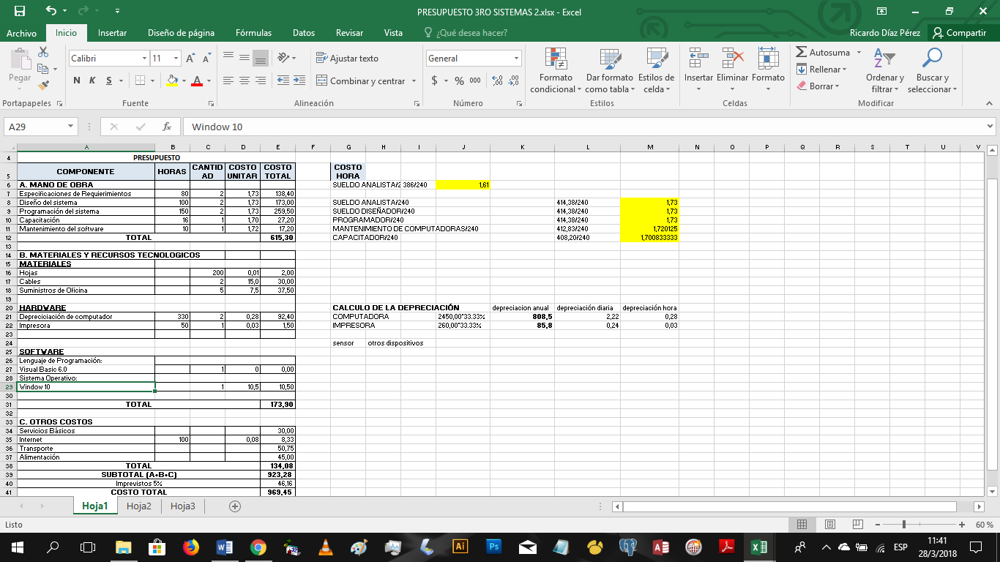 PRESUPUESTO 3RO SISTEMAS 2.xlsx - Excel
Archivo Inicio Insertar Diseño de página Fórmulas Datos Revisar Vista ¿Qué desea hacer? Ricardo Díaz Pérez Compartir
Calibri 11 Ajustar texto General Autosuma
Pegar N K S Combinar y centrar $ % 000 Formato condicional Dar formato como tabla Estilos de celda Insertar Eliminar Formato Rellenar Borrar Ordenar y filtrar Buscar y seleccionar
Portapapeles Fuente Alineación Número Estilos Celdas Modificar
A29 fx Window 10
A B C D E F G H I J K L M N O P Q R S T U V
4 PRESUPUESTO
5 COMPONENTE HORAS CANTIDAD COSTO UNITAR COSTO TOTAL COSTO HORA
6 A. MANO DE OBRA SUELDO ANALISTA/2 386/240 1,61
7 Especificaciones de Requierimientos 80 2 1,73 138,40
8 Diseño del sistema 100 2 1,73 173,00 SUELDO ANALISTA/240 414,38/240 1,73
9 Programación del sistema 150 2 1,73 259,50 SUELDO DISEÑADOR/240 414,38/240 1,73
10 Capacitación 16 1 1,70 27,20 PROGRAMADOR/240 414,38/240 1,73
11 Mantenimiento del software 10 1 1,72 17,20 MANTENIMIENTO DE COMPUTADORAS/240 412,83/240 1,720125
12 TOTAL 615,30 CAPACITADOR/240 408,20/240 1,700833333
13
14 B. MATERIALES Y RECURSOS TECNOLOGICOS
15 MATERIALES
16 Hojas 200 0,01 2,00
17 Cables 2 15,0 30,00
18 Suministros de Oficina 5 7,5 37,50
19
20 HARDWARE CALCULO DE LA DEPRECIACIÓN depreciacion anual depreciación diaria depreciación hora
21 Depreciciación de computador 330 2 0,28 92,40 COMPUTADORA 2450,00*33.33% 808,5 2,22 0,28
22 Impresora 50 1 0,03 1,50 IMPRESORA 260,00*33.33% 85,8 0,24 0,03
23
24 sensor otros dispositivos
25 SOFTWARE
26 Lenguaje de Programación:
27 Visual Basic 6.0 1 0 0,00
28 Sistema Operativo:
29 Window 10 1 10,5 10,50
30
31 TOTAL 173,90
32
33 C. OTROS COSTOS
34 Servicios Básicos 30,00
35 Internet 100 0,08 8,33
36 Transporte 50,75
37 Alimentación 45,00
38 TOTAL 134,08
39 SUBTOTAL (A+B+C) 923,28
40 Imprevistos 5% 46,16
41 COSTO TOTAL 969,45
Hoja1 Hoja2 Hoja3
Listo 60 %
Ai Ps ESP 11:41
28/3/2018